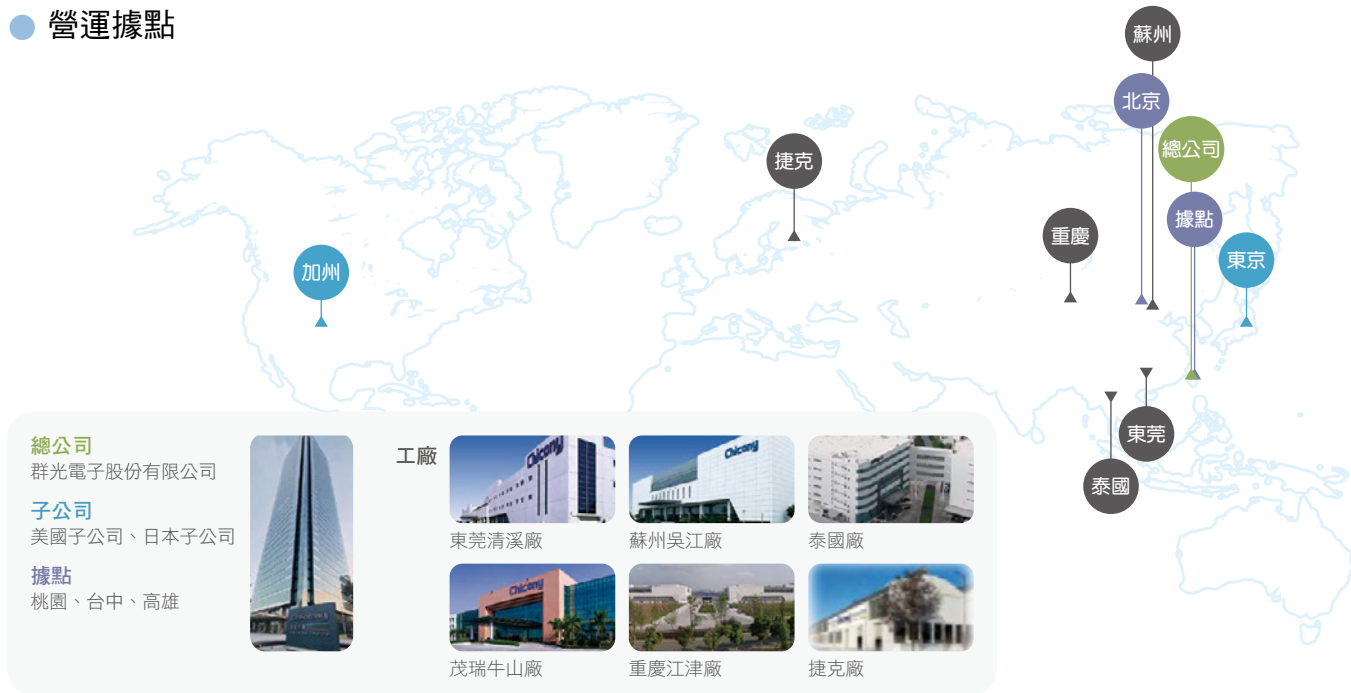 營運據點
蘇州
北京
總公司
捷克
據點
重慶
東京
加州
東莞
泰國
總公司
群光電子股份有限公司
子公司
美國子公司、日本子公司
據點
桃園、台中、高雄
工廠
Chicony
Chicony
東莞清溪廠
蘇州吳江廠
泰國廠
Chicony
茂瑞牛山廠
重慶江津廠
捷克廠